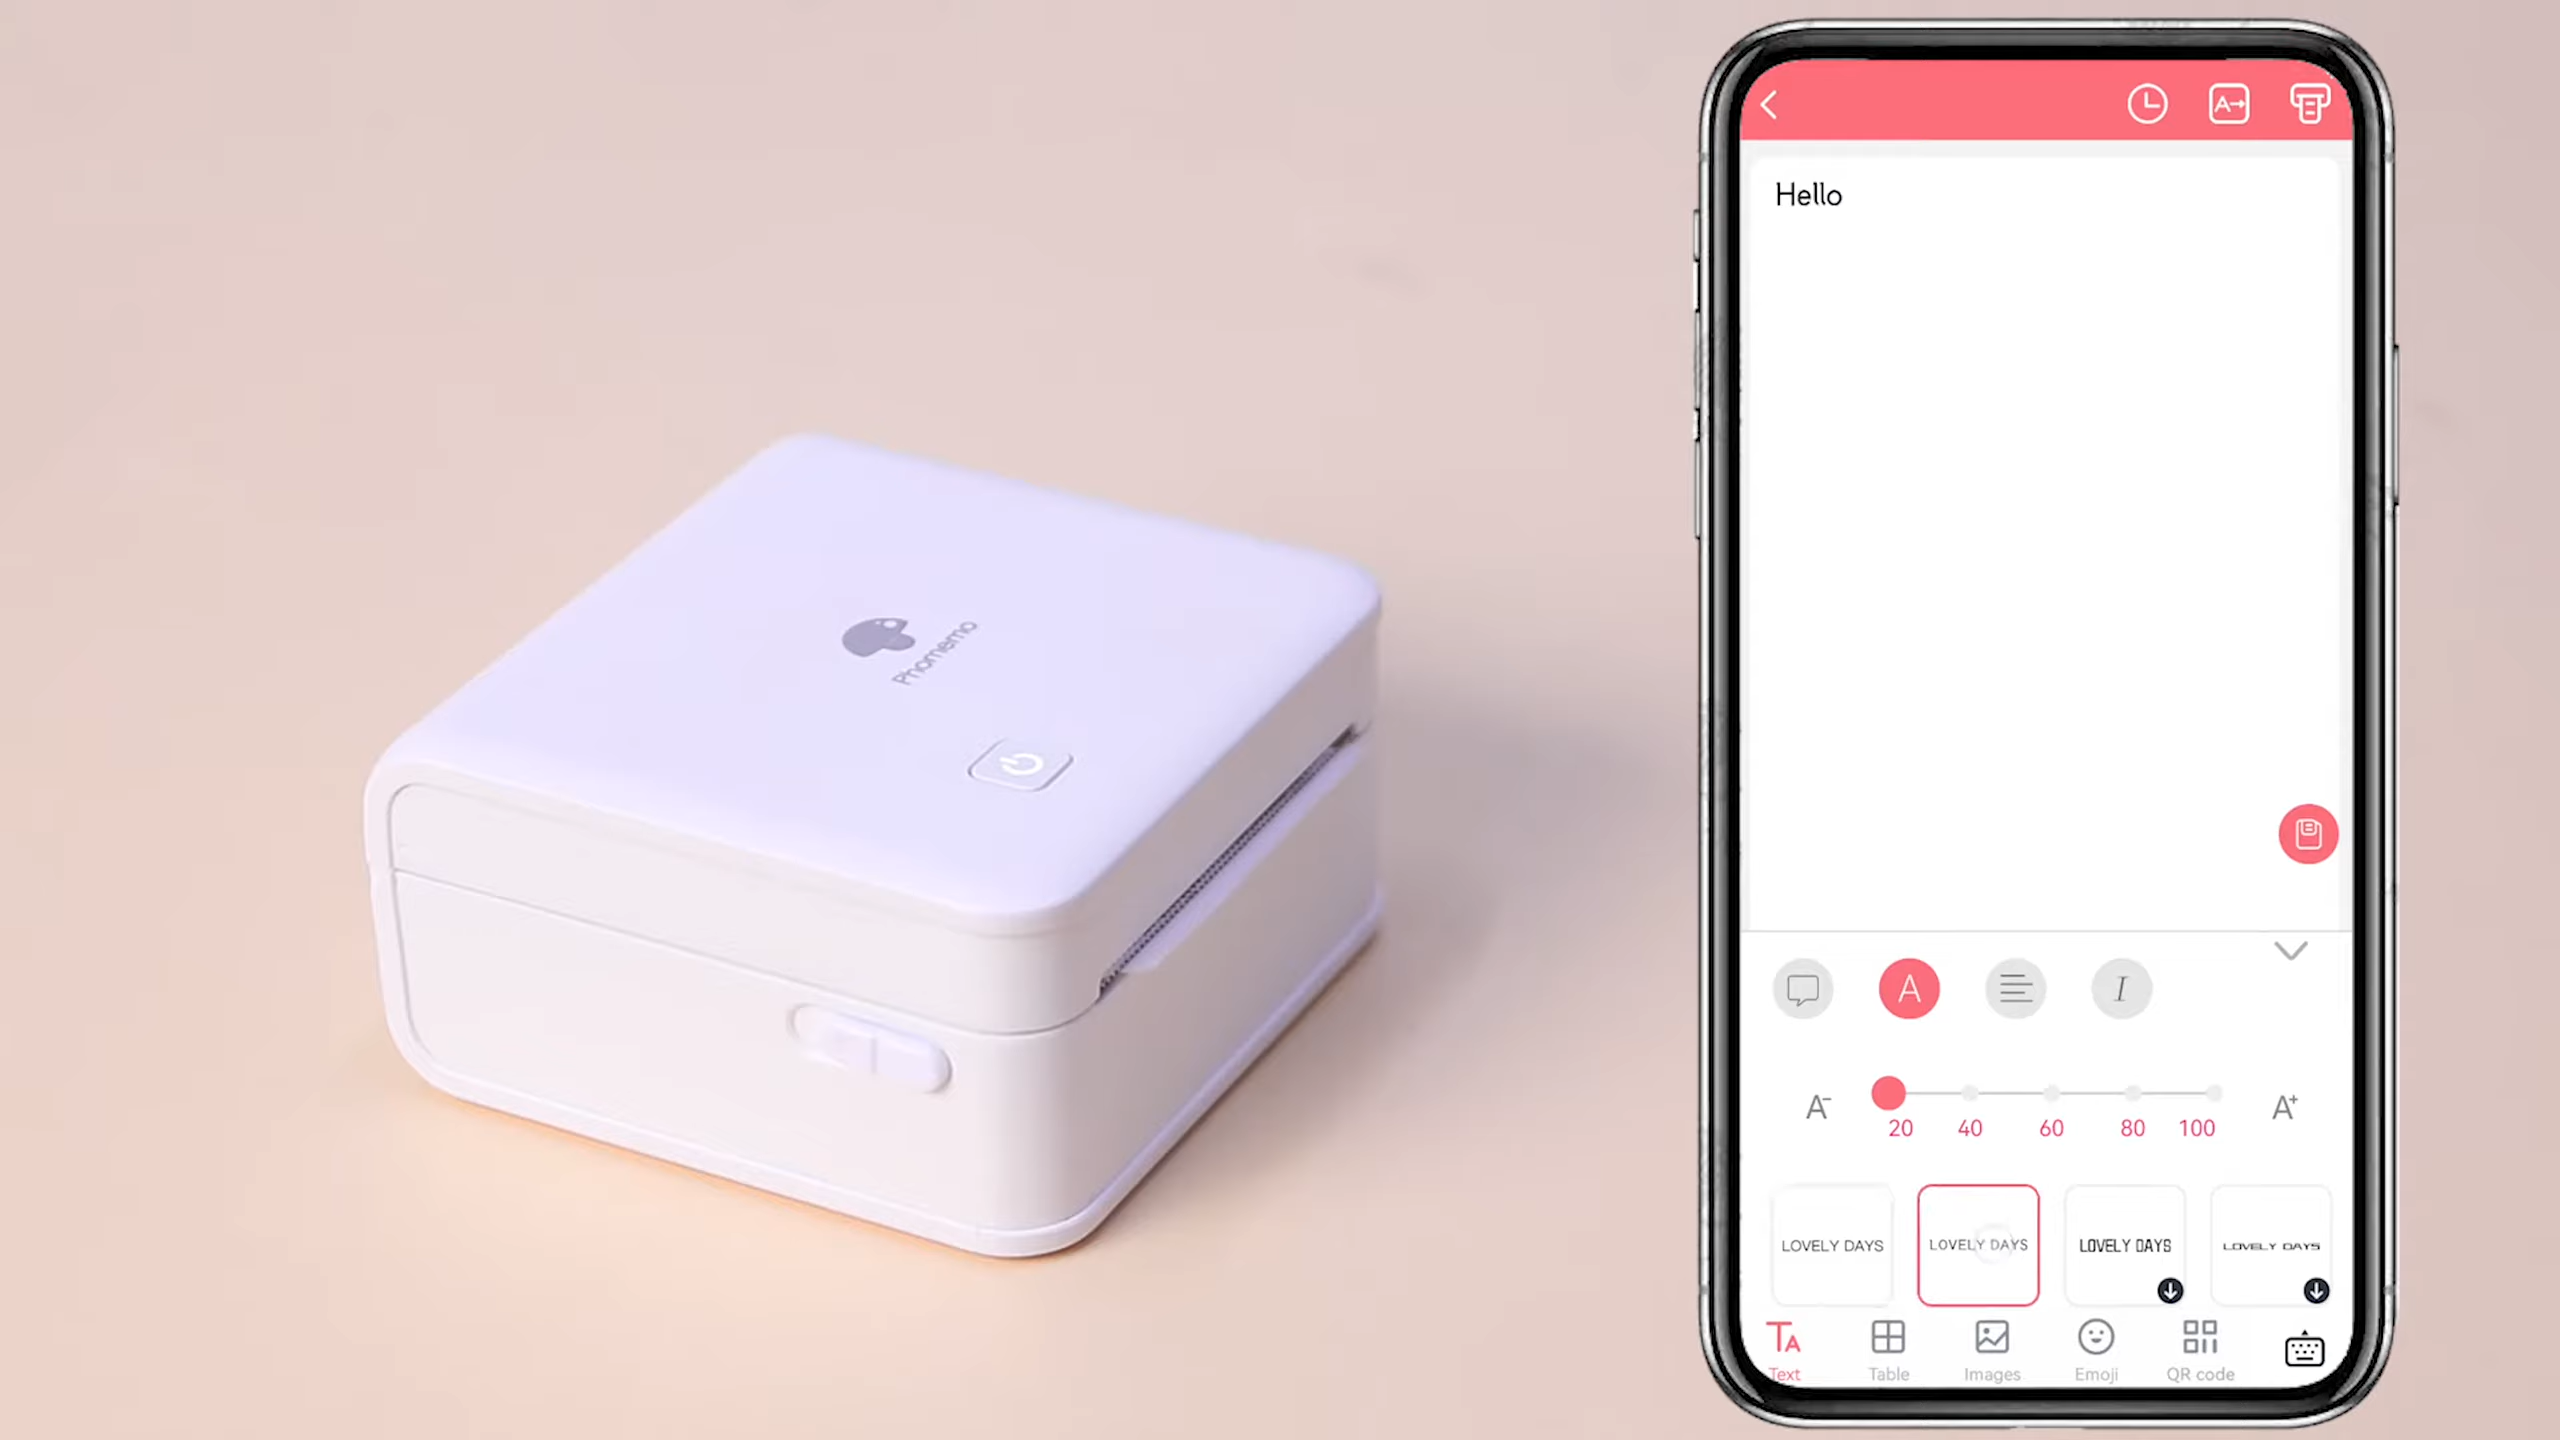 Phomemo
Hello
A
I
A-
20 40 60 80 100
A+
LOVELY DAYS
LOVELY DAYS
LOVELY DAYS
LOVELY DAYS
Text
Table
Images
Emoji
QR code